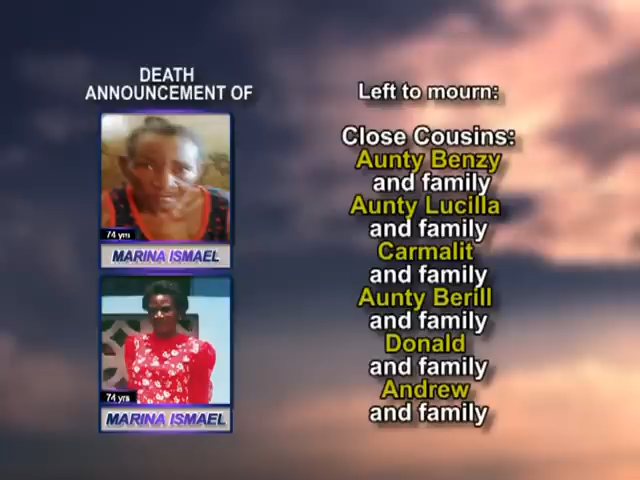 DEATH
ANNOUNCEMENT OF
74 yrs
MARINA ISMAEL
74 yrs
MARINA ISMAEL
Left to mourn:
Close Cousins:
Aunty Benzy
and family
Aunty Lucilla
and family
Carmalit
and family
Aunty Berill
and family
Donald
and family
Andrew
and family